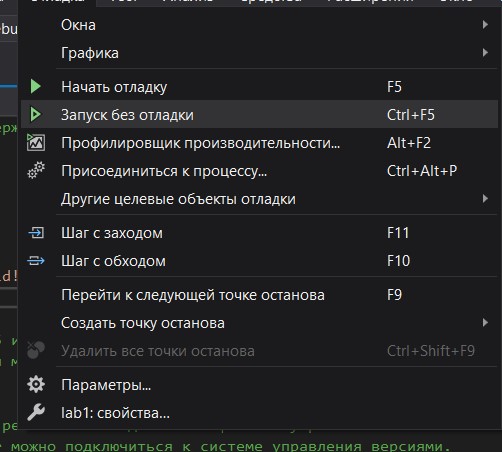 Отладка
Окна
Графика
Начать отладку F5
Запуск без отладки Ctrl+F5
Профилировщик производительности... Alt+F2
Присоединиться к процессу... Ctrl+Alt+P
Другие целевые объекты отладки
Шаг с заходом F11
Шаг с обходом F10
Перейти к следующей точке останова F9
Создать точку останова
Удалить все точки останова Ctrl+Shift+F9
Параметры...
lab1: свойства...
можно подключиться к системе управления версиями.